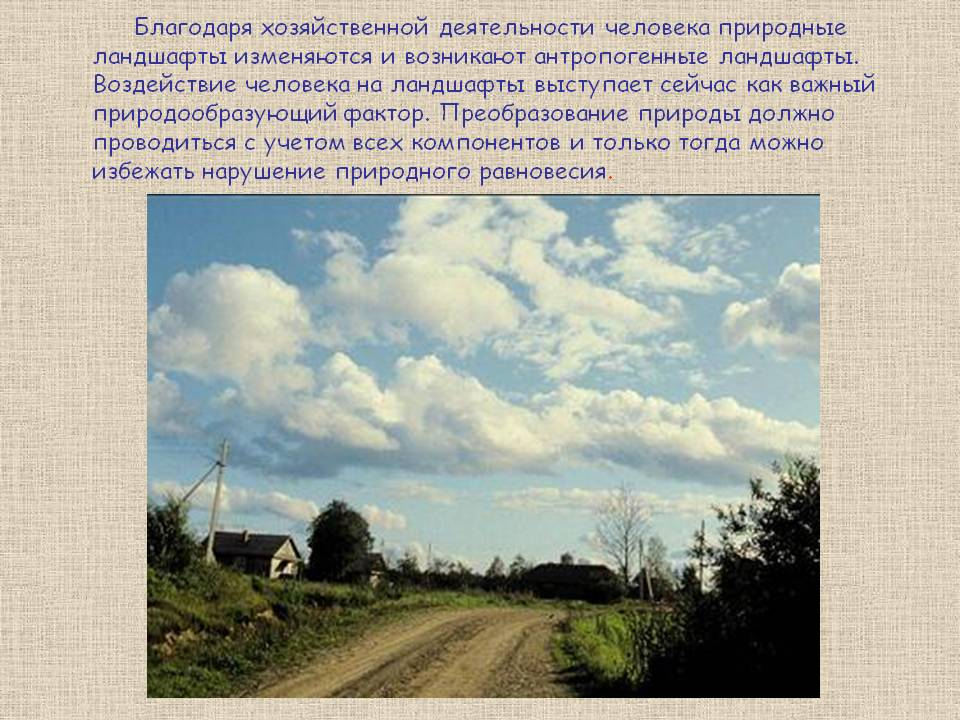 Благодаря хозяйственной деятельности человека природные
ландшафты изменяются и возникают антропогенные ландшафты.
Воздействие человека на ландшафты выступает сейчас как важный
природообразующий фактор. Преобразование природы должно
проводиться с учетом всех компонентов и только тогда можно
избежать нарушение природного равновесия.